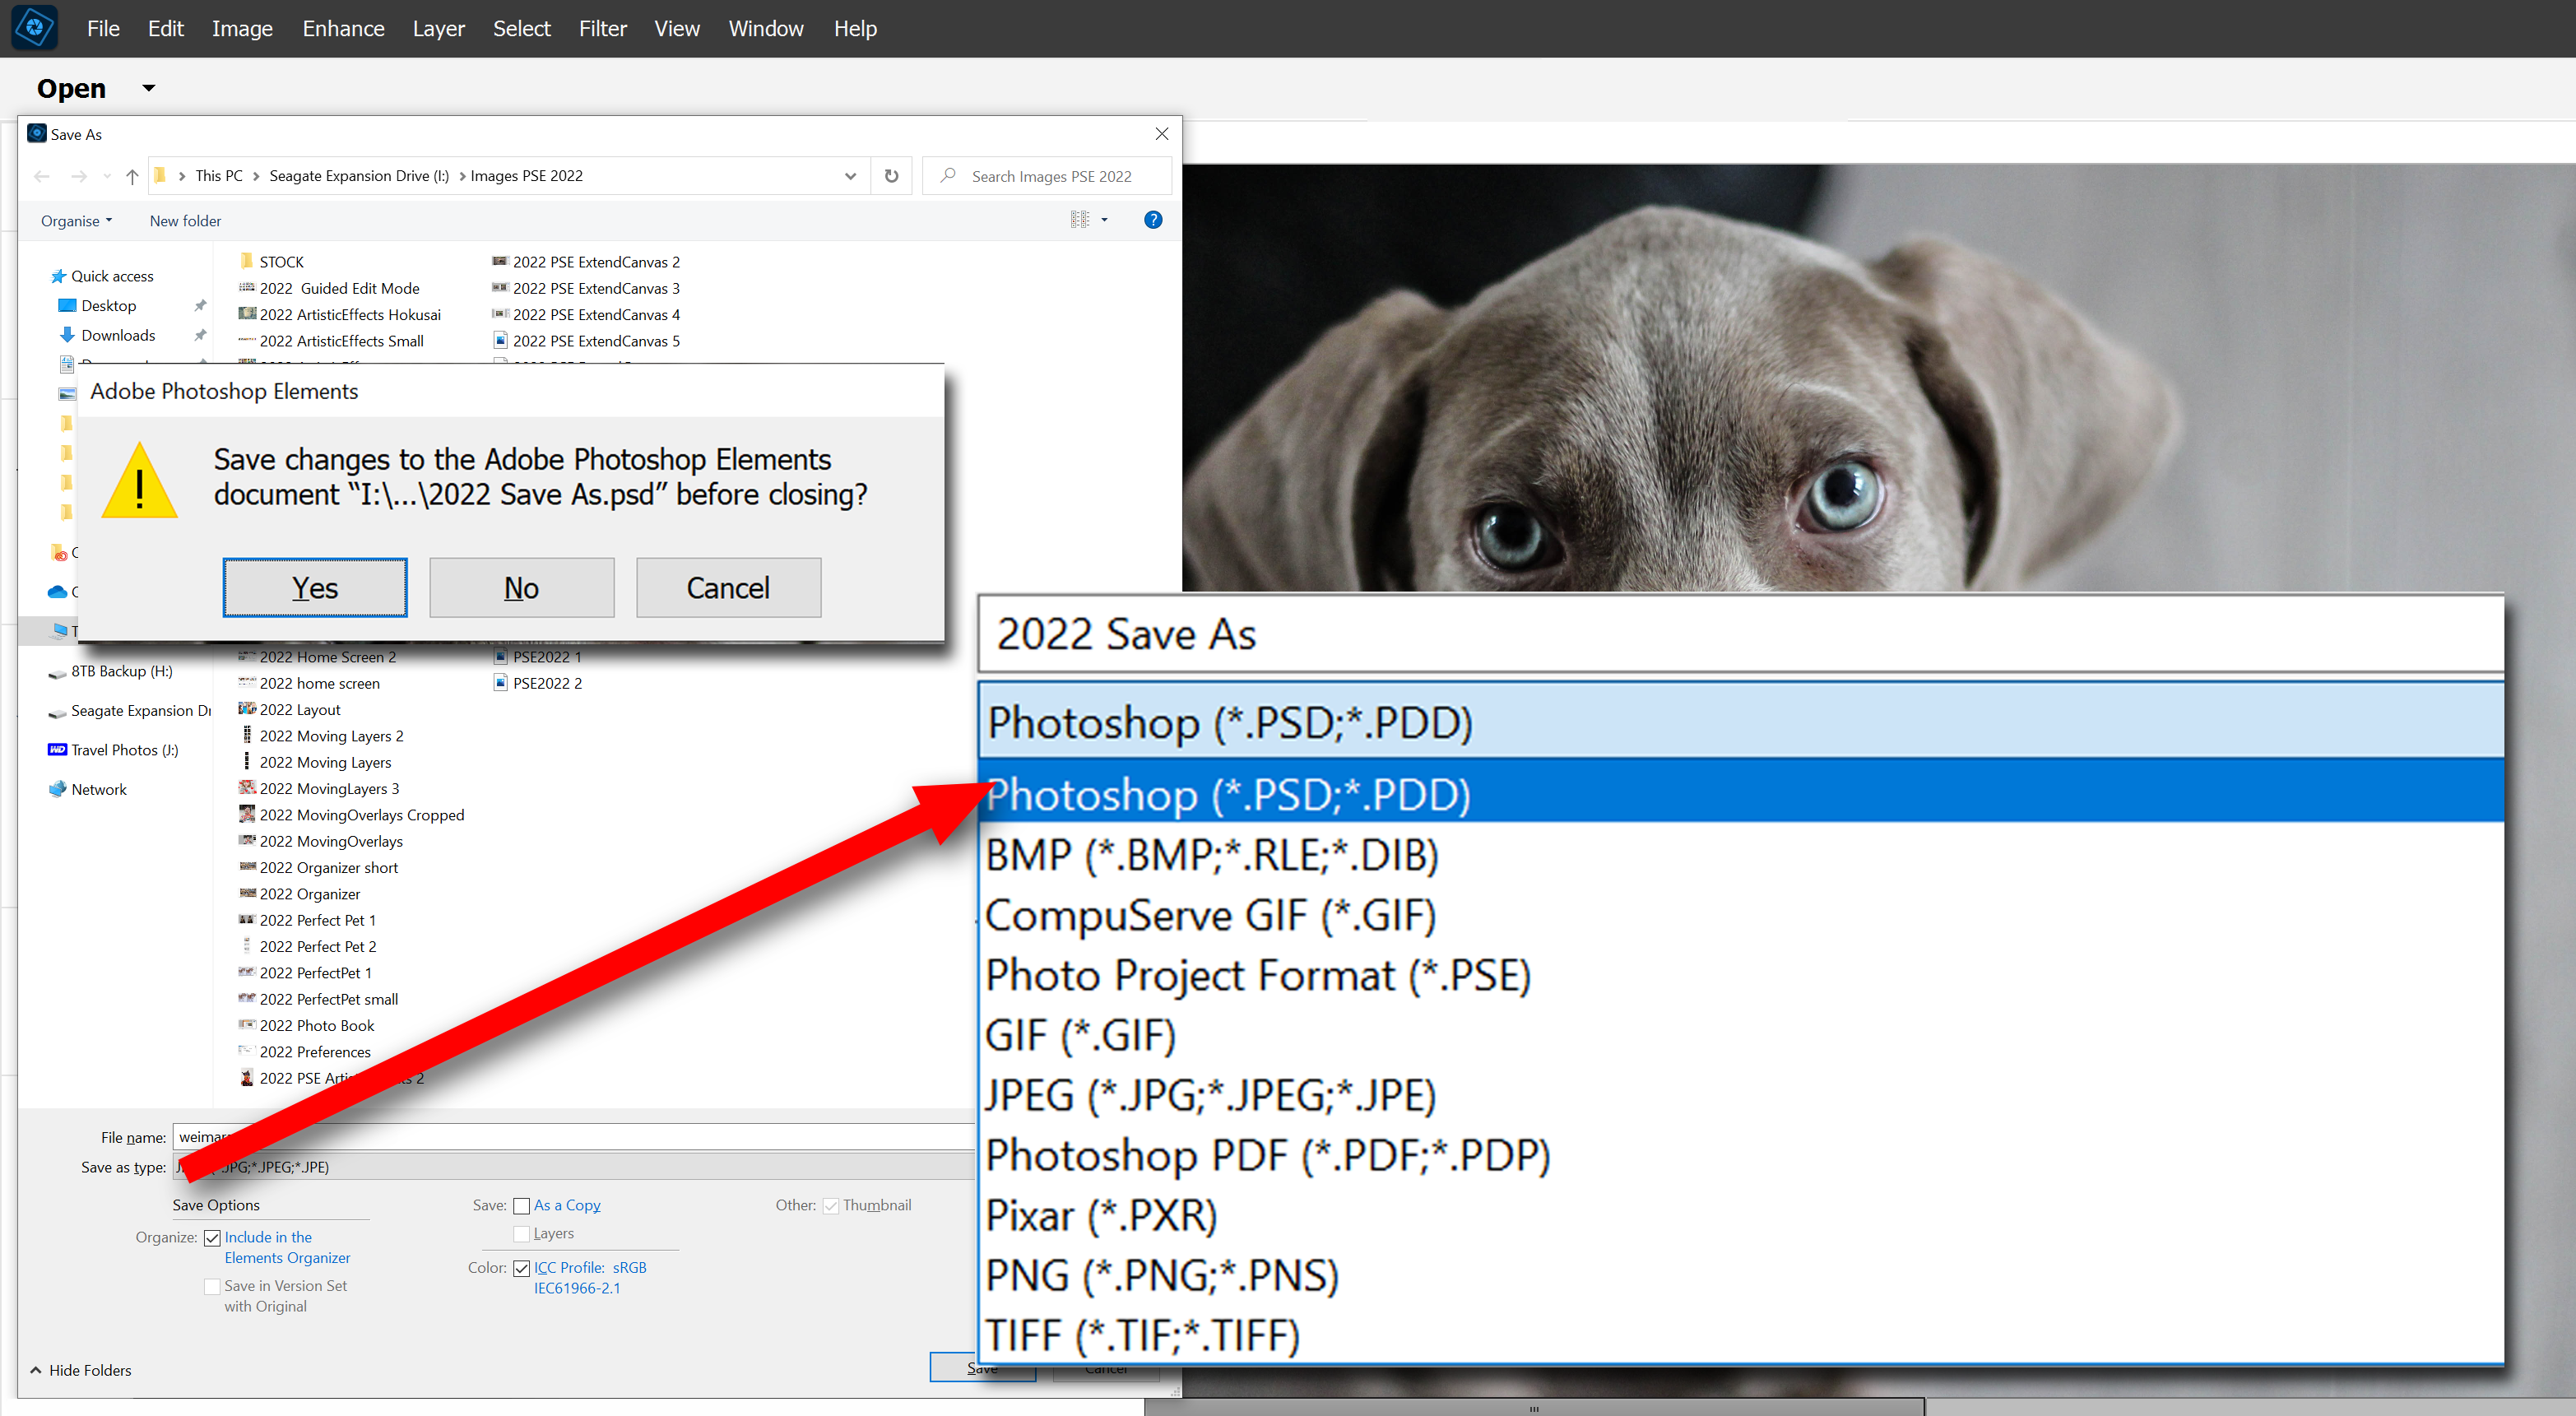 File Edit Image Enhance Layer Select Filter View Window Help
Open
Save As
This PC > Seagate Expansion Drive (I:) > Images PSE 2022
Search Images PSE 2022
Organise
New folder
?
Quick access
Desktop
Downloads
STOCK
2022  Guided Edit Mode
2022 ArtisticEffects Hokusai
2022 ArtisticEffects Small
2022 PSE ExtendCanvas 2
2022 PSE ExtendCanvas 3
2022 PSE ExtendCanvas 4
2022 PSE ExtendCanvas 5
Adobe Photoshop Elements
!
Save changes to the Adobe Photoshop Elements
document “I:\...\2022 Save As.psd” before closing?
Yes
No
Cancel
8TB Backup (H:)
Seagate Expansion Dr
WD Travel Photos (J:)
Network
2022 Home Screen 2
2022 home screen
2022 Layout
2022 Moving Layers 2
2022 Moving Layers
2022 MovingLayers 3
2022 MovingOverlays Cropped
2022 MovingOverlays
2022 Organizer short
2022 Organizer
2022 Perfect Pet 1
2022 Perfect Pet 2
2022 PerfectPet 1
2022 PerfectPet small
2022 Photo Book
2022 Preferences
2022 PSE
2
PSE2022 1
PSE2022 2
2022 Save As
Photoshop (*.PSD;*.PDD)
Photoshop (*.PSD;*.PDD)
BMP (*.BMP;*.RLE;*.DIB)
CompuServe GIF (*.GIF)
Photo Project Format (*.PSE)
GIF (*.GIF)
JPEG (*.JPG;*.JPEG;*.JPE)
Photoshop PDF (*.PDF;*.PDP)
Pixar (*.PXR)
PNG (*.PNG;*.PNS)
TIFF (*.TIF;*.TIFF)
File name:
Save as type: *.JPEG;*.JPE)
Save Options
Organize: Include in the
Elements Organizer
Save in Version Set
with Original
Save: As a Copy
Layers
Color: ICC Profile:  sRGB
IEC61966-2.1
Other: Thumbnail
Hide Folders
Save
Cancel